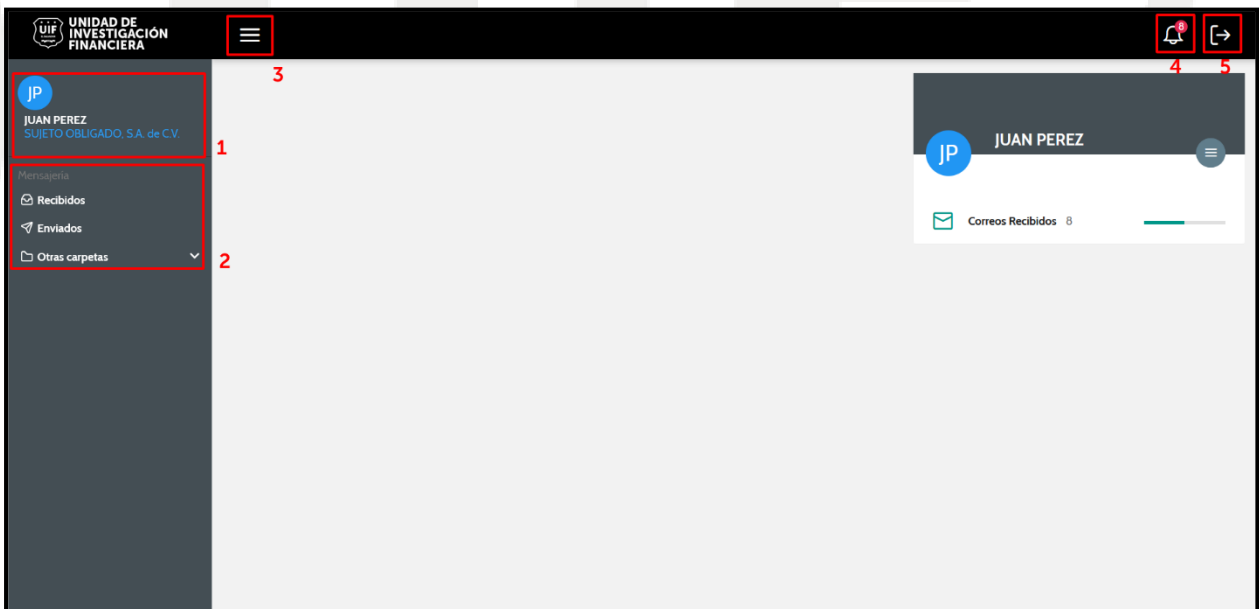 UIF
UNIDAD DE
INVESTIGACIÓN
FINANCIERA
8
3
4
5
JP
JUAN PEREZ
SUJETO OBLIGADO, S.A. de C.V.
1
Mensajería
Recibidos
Enviados
Otras carpetas
2
JP
JUAN PEREZ
Correos Recibidos 8